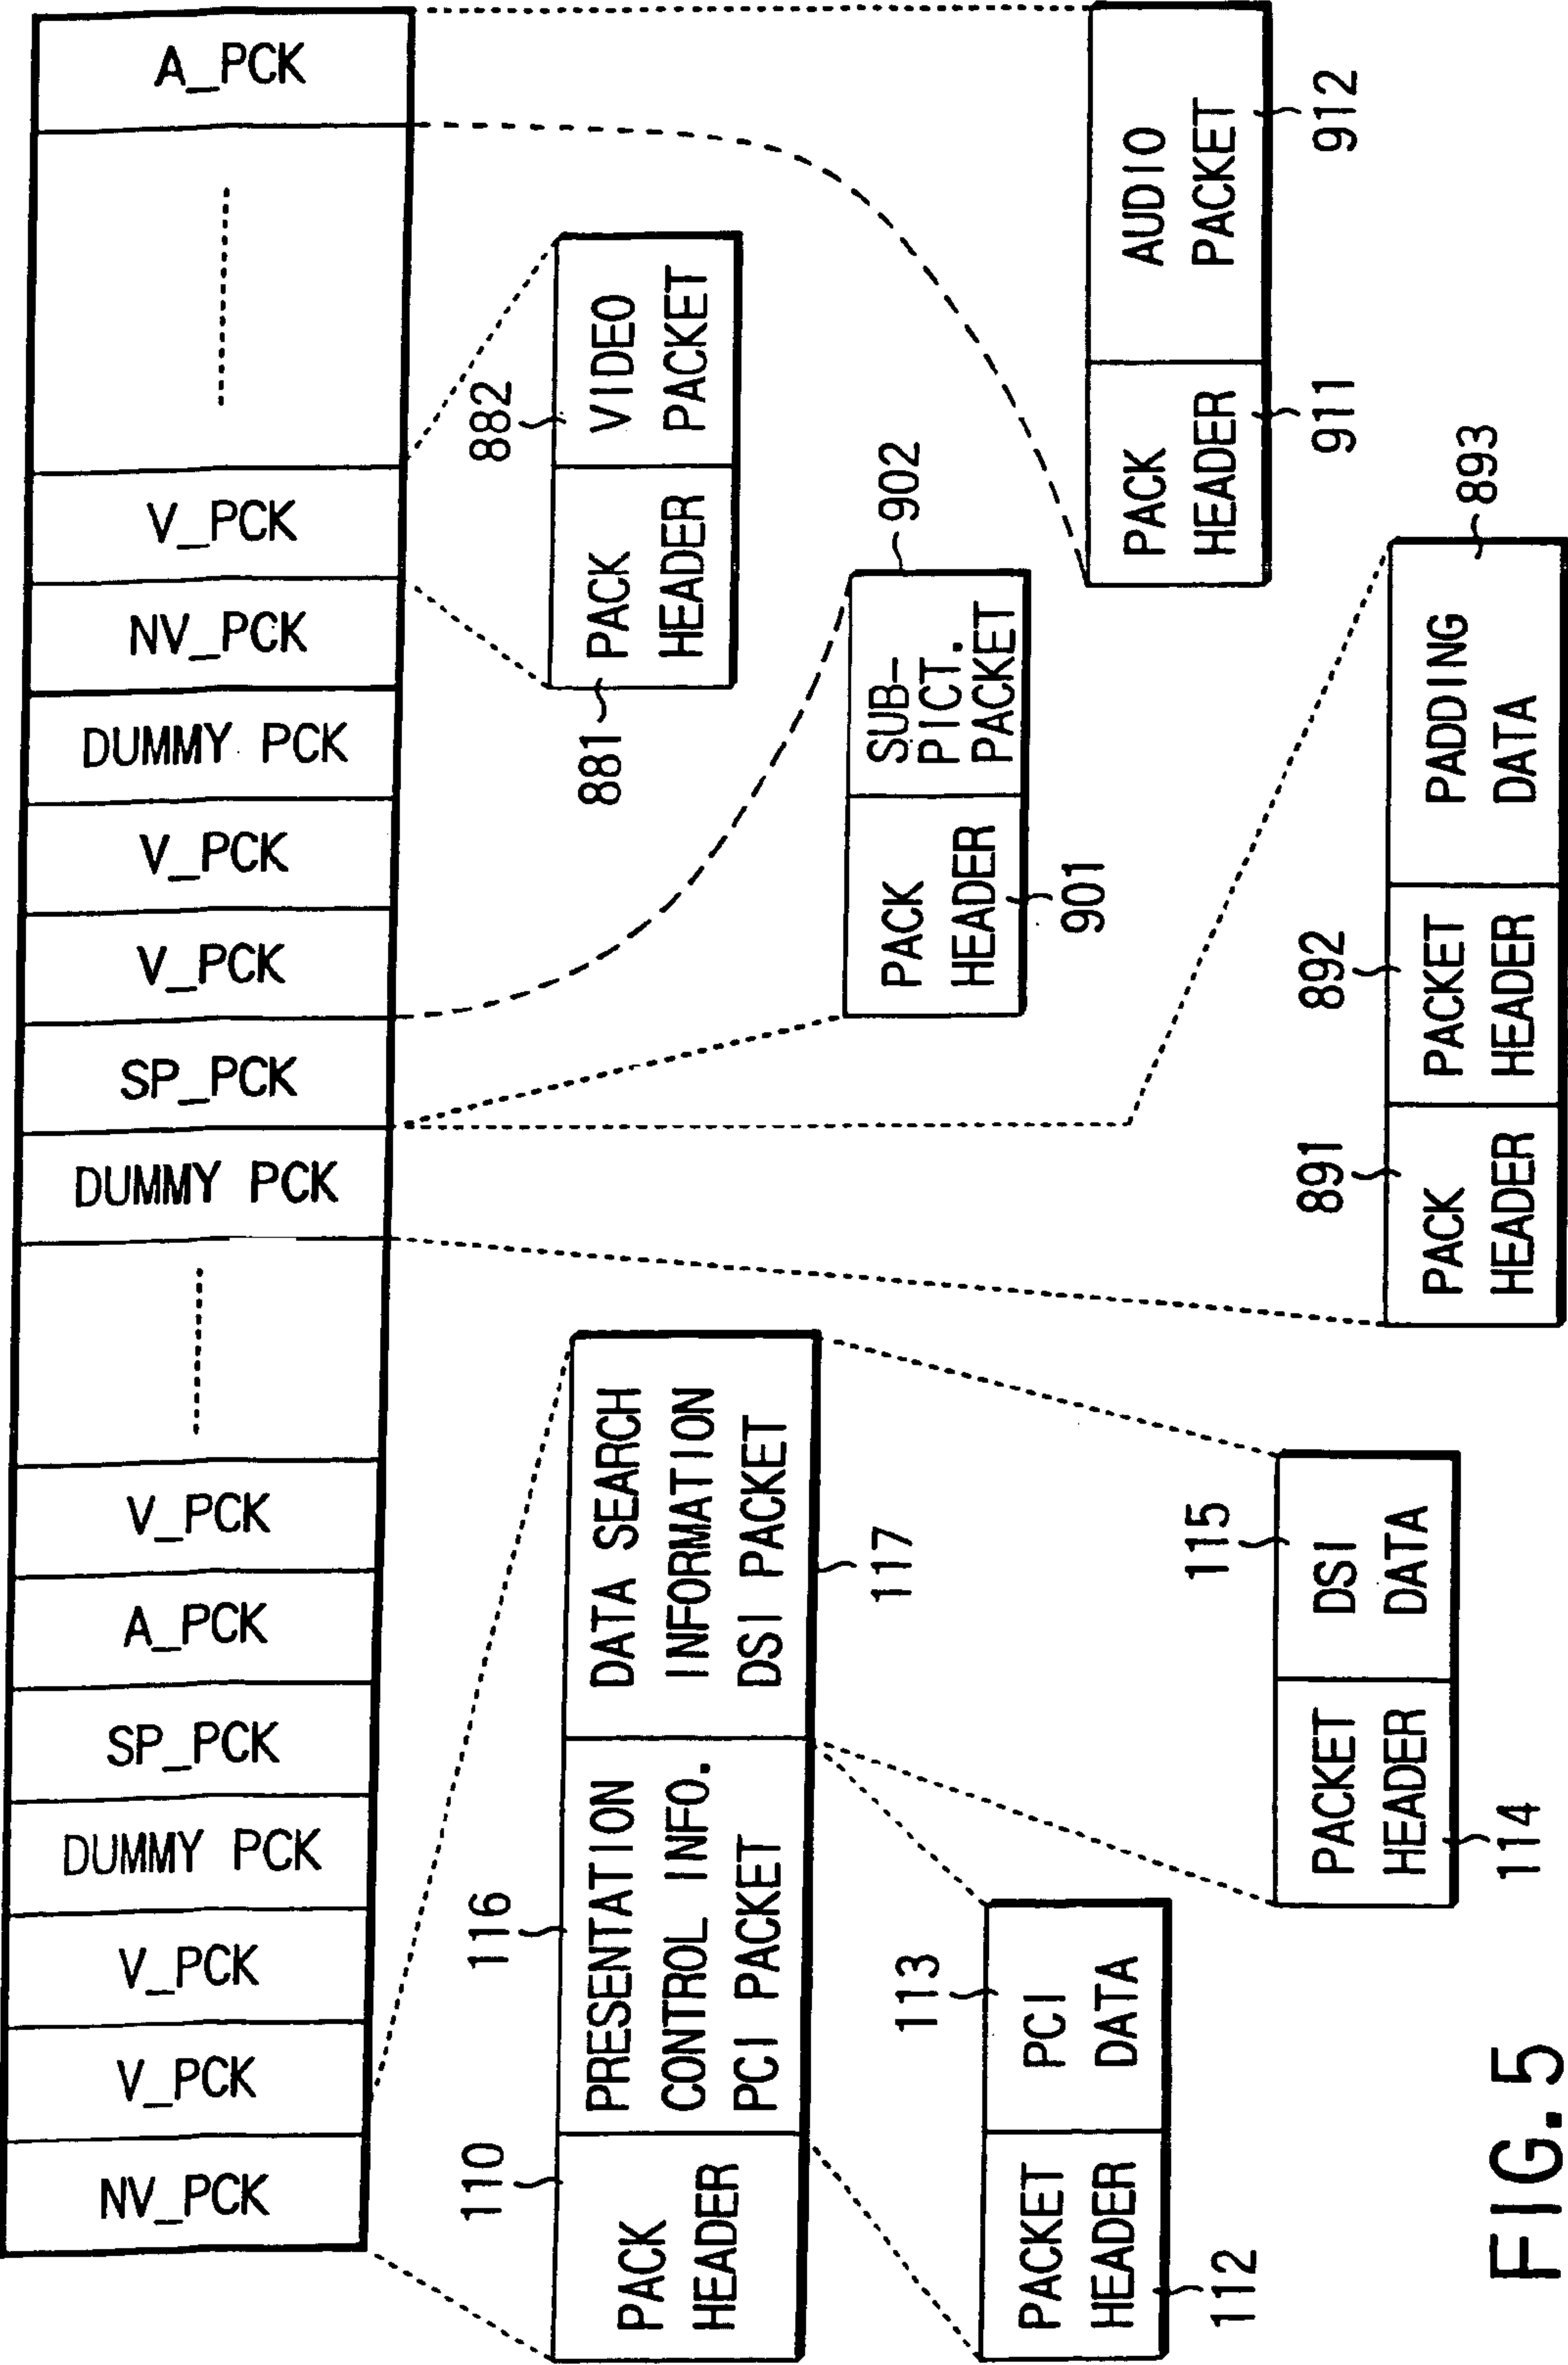 NV_PCK
V_PCK
V_PCK
DUMMY PCK
SP_PCK
A_PCK
V_PCK
DUMMY PCK
SP_PCK
V_PCK
V_PCK
DUMMY PCK
NV_PCK
V_PCK
A_PCK
110
PACK
HEADER
116
PRESENTATION
CONTROL INFO.
PCI PACKET
DATA SEARCH
INFORMATION
DSI PACKET
117
881
PACK
HEADER
882
VIDEO
PACKET
PACK
HEADER
901
SUB-
PICT.
PACKET
902
PACKET
HEADER
112
113
PCI
DATA
PACK
HEADER
911
AUDIO
PACKET
912
PACKET
HEADER
114
115
DSI
DATA
891
PACK
HEADER
892
PACKET
HEADER
PADDING
DATA
893
FIG.5